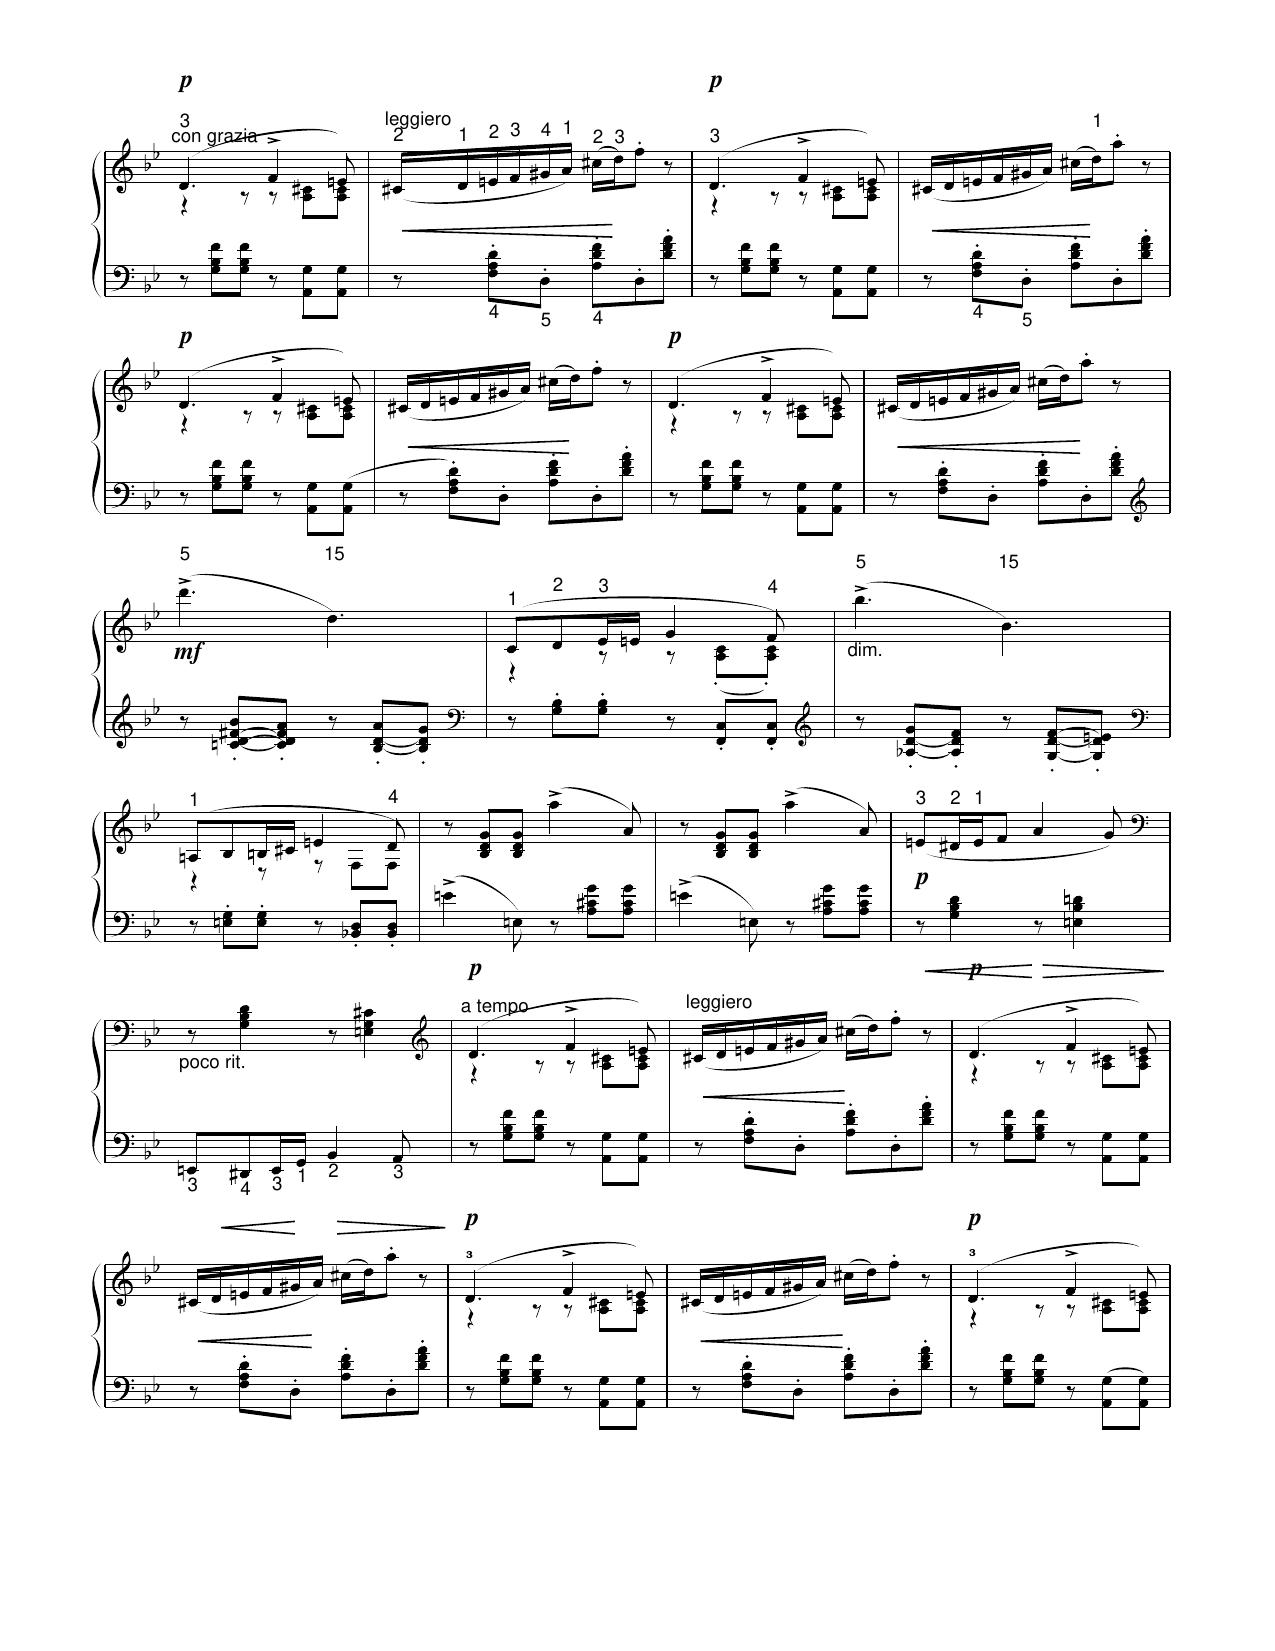 p p
3 leggiero 1
con grazia 2 1 2 3 4 1 2 3 3
4 5 4 4 5
p p
5 15 5 15
1 2 3 4
mf dim.
1 4 3 2 1
p
p p
a tempo leggiero
poco rit.
3 4 3 1 2 3
p p
3 3